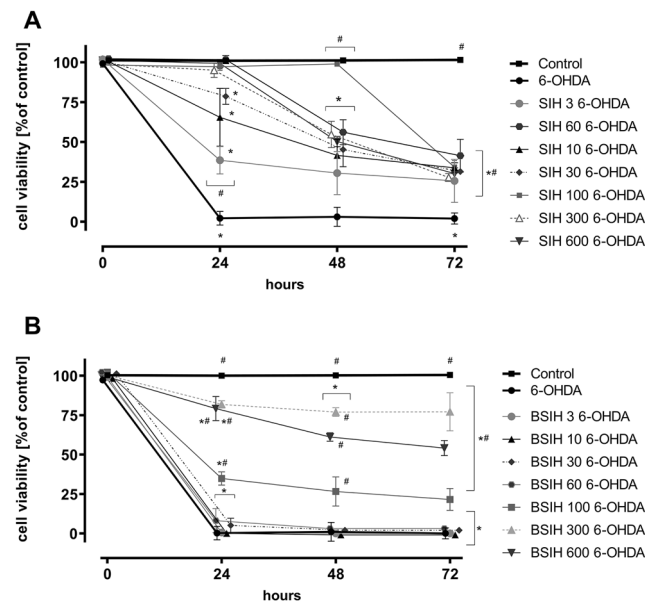 A
cell viability [%of control]
100
75
50
25
0
0
24
48
72
hours
#
#
*
*
*
*
#
*
*
*#
Control
6-OHDA
SIH 3 6-OHDA
SIH 60 6-OHDA
SIH 10 6-OHDA
SIH 30 6-OHDA
SIH 100 6-OHDA
SIH 300 6-OHDA
SIH 600 6-OHDA
B
cell viability [%of control]
100
75
50
25
0
0
24
48
72
hours
#
#
#
*
*#
*#
#
#
*#
#
*
*#
*
Control
6-OHDA
BSIH 3 6-OHDA
BSIH 10 6-OHDA
BSIH 30 6-OHDA
BSIH 60 6-OHDA
BSIH 100 6-OHDA
BSIH 300 6-OHDA
BSIH 600 6-OHDA